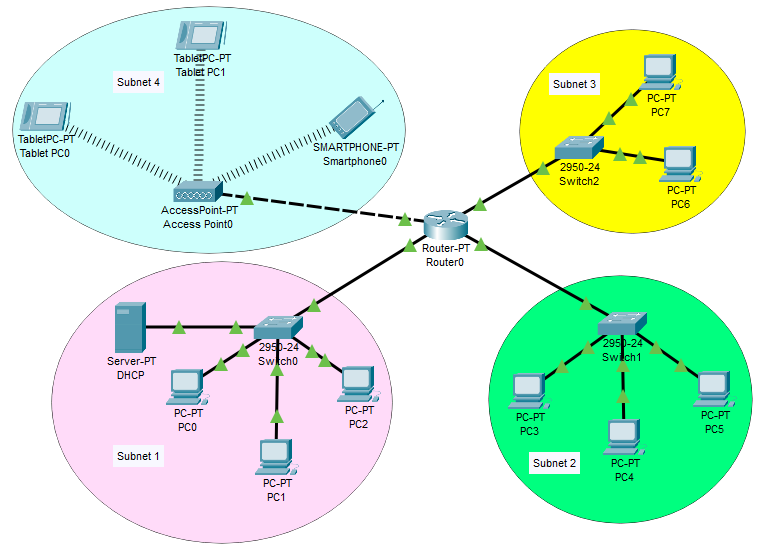 TabletPC-PT
Tablet PC1
Subnet 4
TabletPC-PT
Tablet PC0
SMARTPHONE-PT
Smartphone0
AccessPoint-PT
Access Point0
Subnet 3
PC-PT
PC7
2950-24
Switch2
PC-PT
PC6
Router-PT
Router0
Server-PT
DHCP
2950-24
Switch0
PC-PT
PC0
PC-PT
PC2
PC-PT
PC1
Subnet 1
2950-24
Switch1
PC-PT
PC3
PC-PT
PC5
PC-PT
PC4
Subnet 2